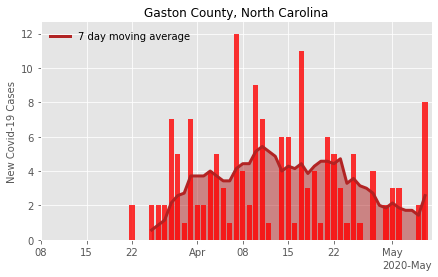 Gaston County, North Carolina
7 day moving average
New Covid-19 Cases
12
10
8
6
4
2
0
08 15 22 Apr 08 15 22 May
2020-May